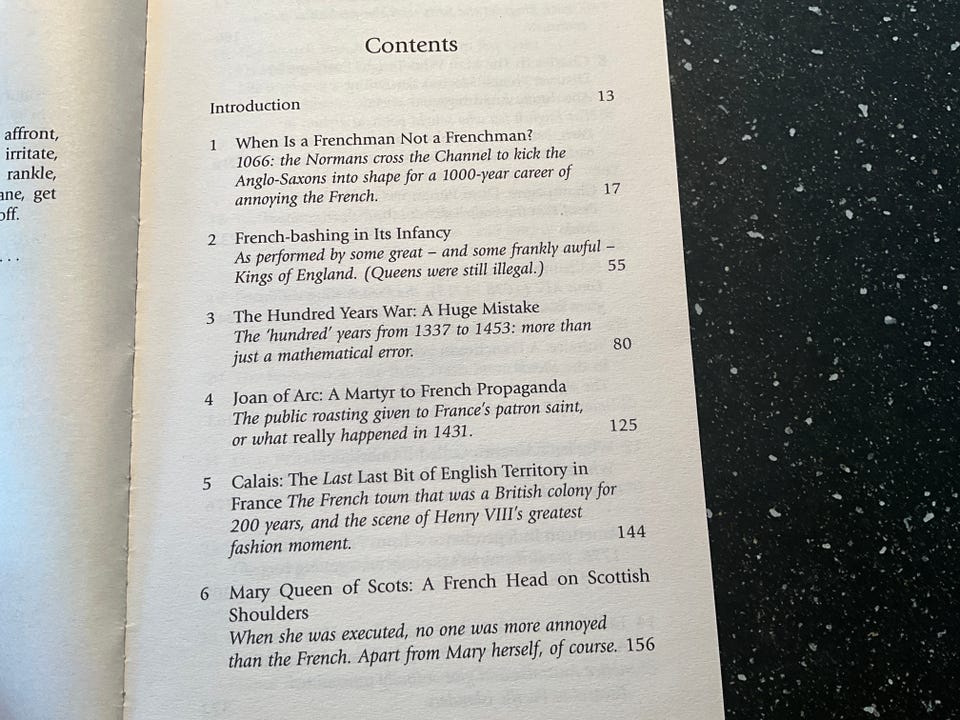 affront,
irritate,
rankle,
get
off.
...
Contents
Introduction 13
1 When Is a Frenchman Not a Frenchman?
1066: the Normans cross the Channel to kick the
Anglo-Saxons into shape for a 1000-year career of
annoying the French. 17
2 French-bashing in Its Infancy
As performed by some great – and some frankly awful –
Kings of England. (Queens were still illegal.) 55
3 The Hundred Years War: A Huge Mistake
The ‘hundred’ years from 1337 to 1453: more than
just a mathematical error. 80
4 Joan of Arc: A Martyr to French Propaganda
The public roasting given to France’s patron saint,
or what really happened in 1431. 125
5 Calais: The Last Last Bit of English Territory in
France The French town that was a British colony for
200 years, and the scene of Henry VIII’s greatest
fashion moment. 144
6 Mary Queen of Scots: A French Head on Scottish
Shoulders
When she was executed, no one was more annoyed
than the French. Apart from Mary herself, of course. 156